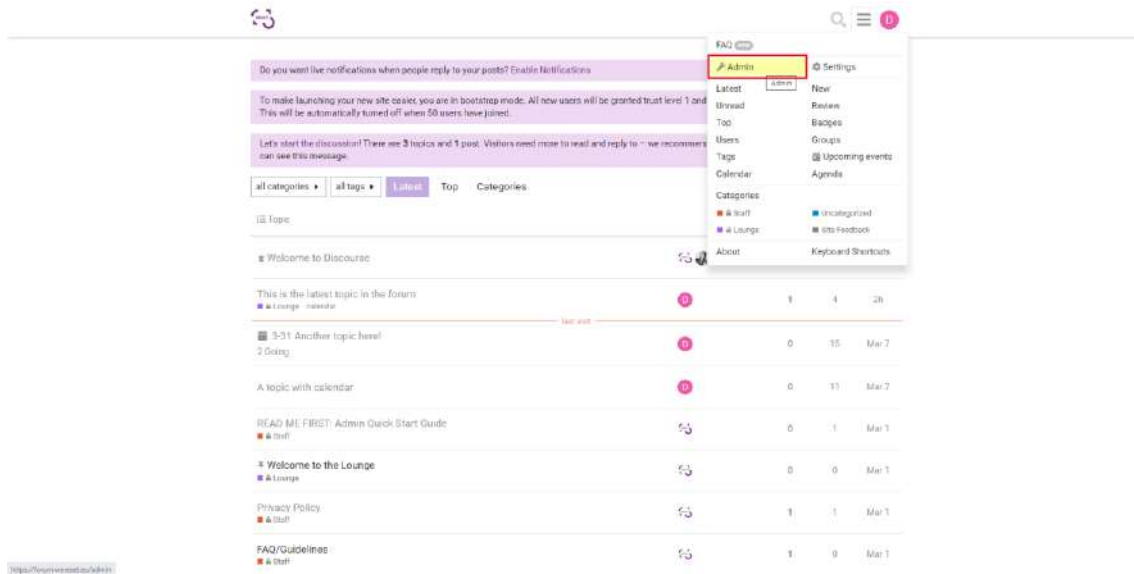 D
FAQ
Admin
Settings
Admin
Latest
New
Unread
Review
Top
Badges
Users
Groups
Tags
Upcoming events
Calendar
Agenda
Categories
Staff
Uncategorized
Lounge
Site Feedback
About
Keyboard Shortcuts
Do you want live notifications when people reply to your posts? Enable Notifications
To make launching your new site easier, you are in bootstrap mode. All new users will be granted trust level 1 and
This will be automatically turned off when 50 users have joined.
Let's start the discussion! There are 3 topics and 1 post. Visitors need more to read and reply to – we recommen
can see this message.
all categories
all tags
Latest
Top
Categories
Topic
Welcome to Discourse
This is the latest topic in the forum
D
1 4 2h
Lounge calendar
last visit
3-31 Another topic here!
D
0 15 Mar 7
2 Going
A topic with calendar
D
0 11 Mar 7
READ ME FIRST: Admin Quick Start Guide
0 1 Mar 1
Staff
Welcome to the Lounge
0 0 Mar 1
Lounge
Privacy Policy
1 1 Mar 1
Staff
FAQ/Guidelines
1 0 Mar 1
Staff